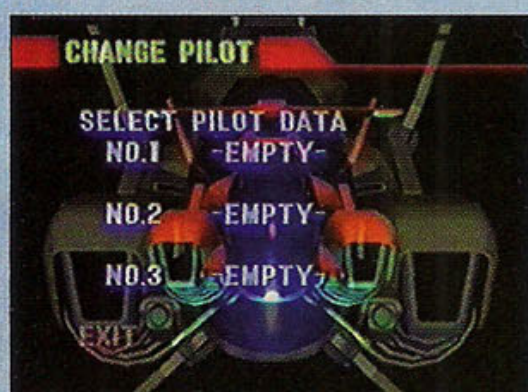 CHANGE PILOT
SELECT PILOT DATA
NO.1 -EMPTY-
NO.2 -EMPTY-
NO.3 -EMPTY-
EXIT